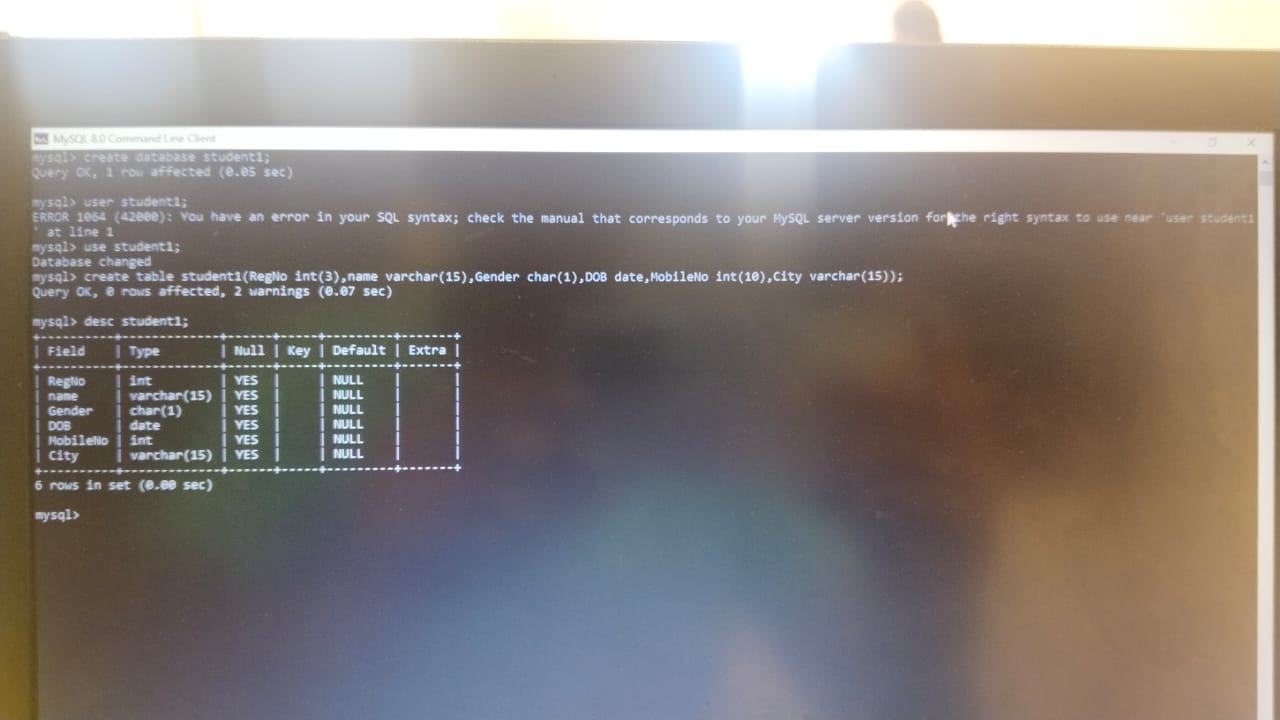 MySQL 8.0 Command Line Client
mysql> create database student1;
Query OK, 1 row affected (0.05 sec)
mysql> user student1;
ERROR 1064 (42000): You have an error in your SQL syntax; check the manual that corresponds to your MySQL server version for the right syntax to use near 'user student1
' at line 1
mysql> use student1;
Database changed
mysql> create table student1(RegNo int(3),name varchar(15),Gender char(1),DOB date,MobileNo int(10),City varchar(15));
Query OK, 0 rows affected, 2 warnings (0.07 sec)
mysql> desc student1;
+----------+-------------+------+-----+---------+-------+
| Field | Type | Null | Key | Default | Extra |
+----------+-------------+------+-----+---------+-------+
| RegNo | int | YES | | NULL | |
| name | varchar(15) | YES | | NULL | |
| Gender | char(1) | YES | | NULL | |
| DOB | date | YES | | NULL | |
| MobileNo | int | YES | | NULL | |
| City | varchar(15) | YES | | NULL | |
+----------+-------------+------+-----+---------+-------+
6 rows in set (0.00 sec)
mysql>